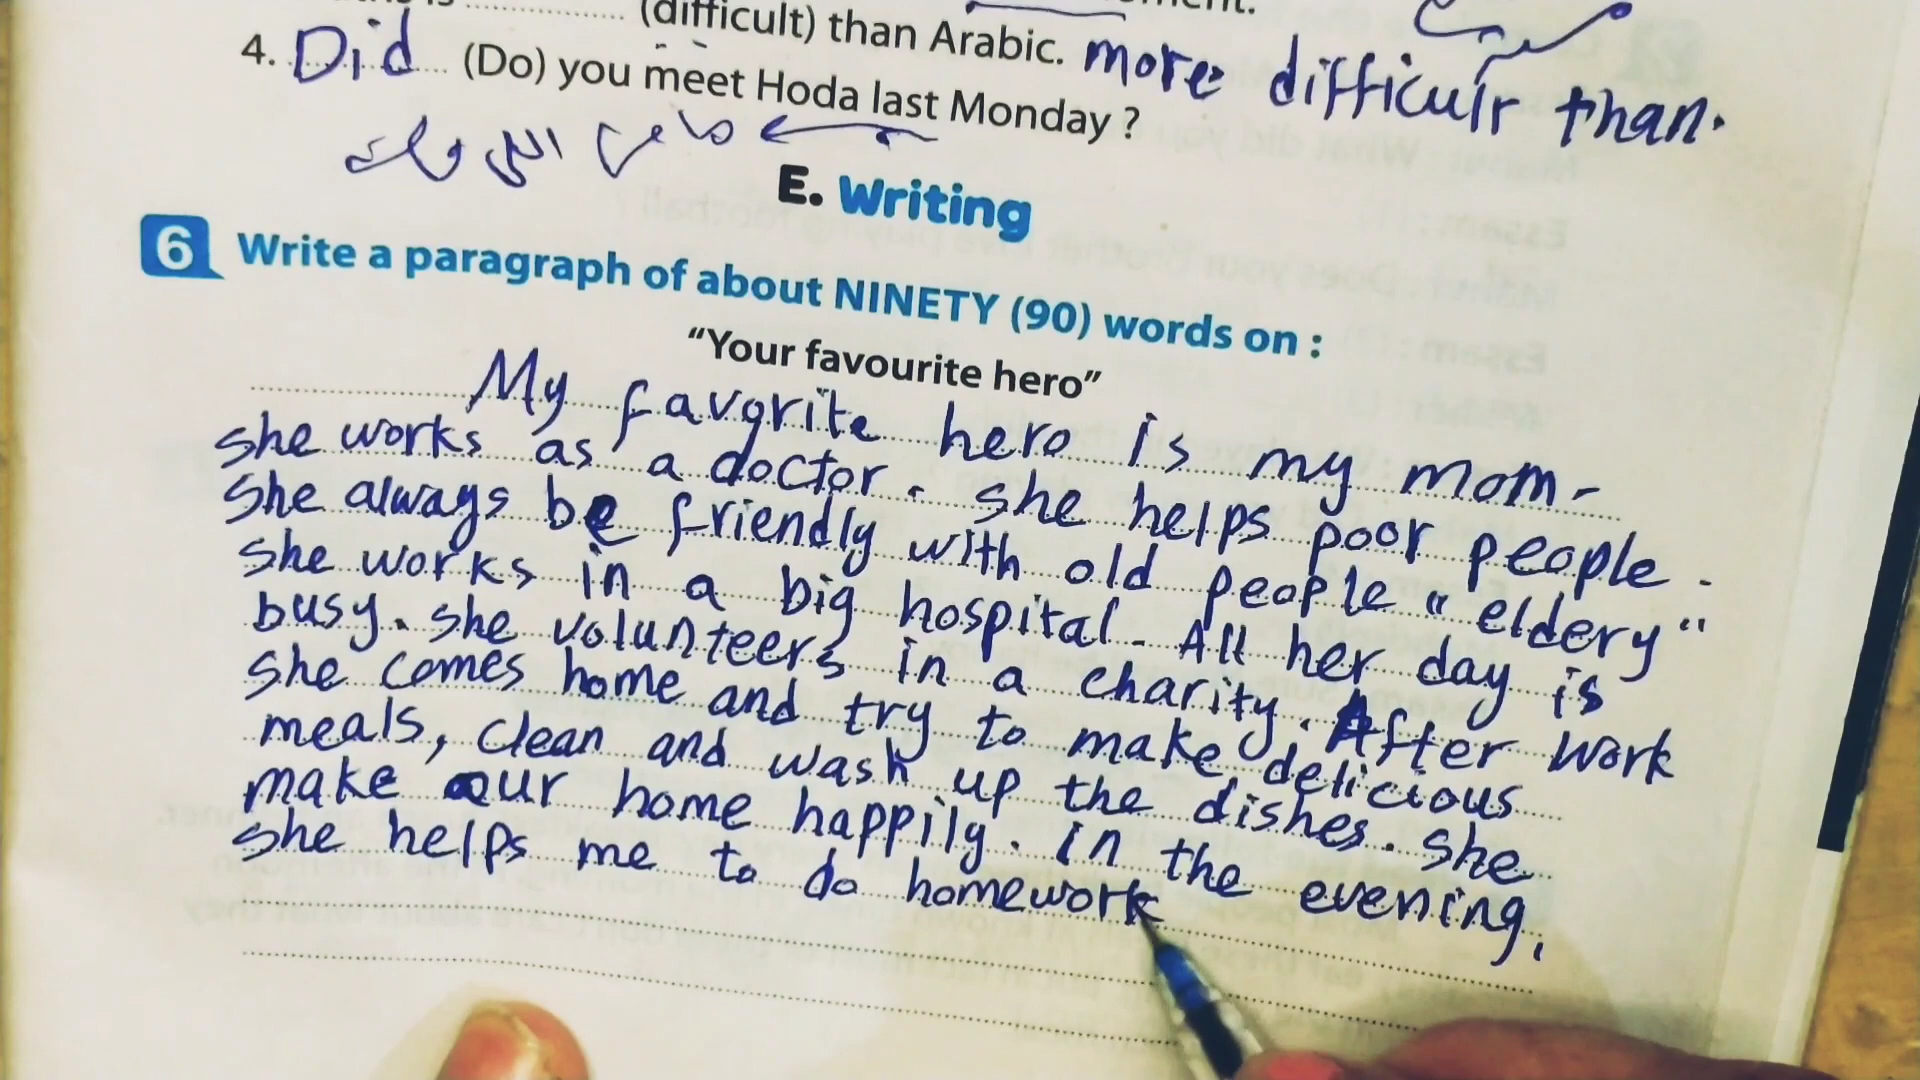 (difficult) than Arabic. more difficult than.
4. Did (Do) you meet Hoda last Monday ?
ماضي
E. Writing
6 Write a paragraph of about NINETY (90) words on :
"Your favourite hero"
My favorite hero is my mom-
she works as a doctor. she helps poor people.
She always be friendly with old people "eldery"
She works in a big hospital. All her day is
busy. she volunteers in a charity. After work
she comes home and try to make delicious
meals, clean and wash up the dishes. she
make our home happily. in the evening,
she helps me to do homework